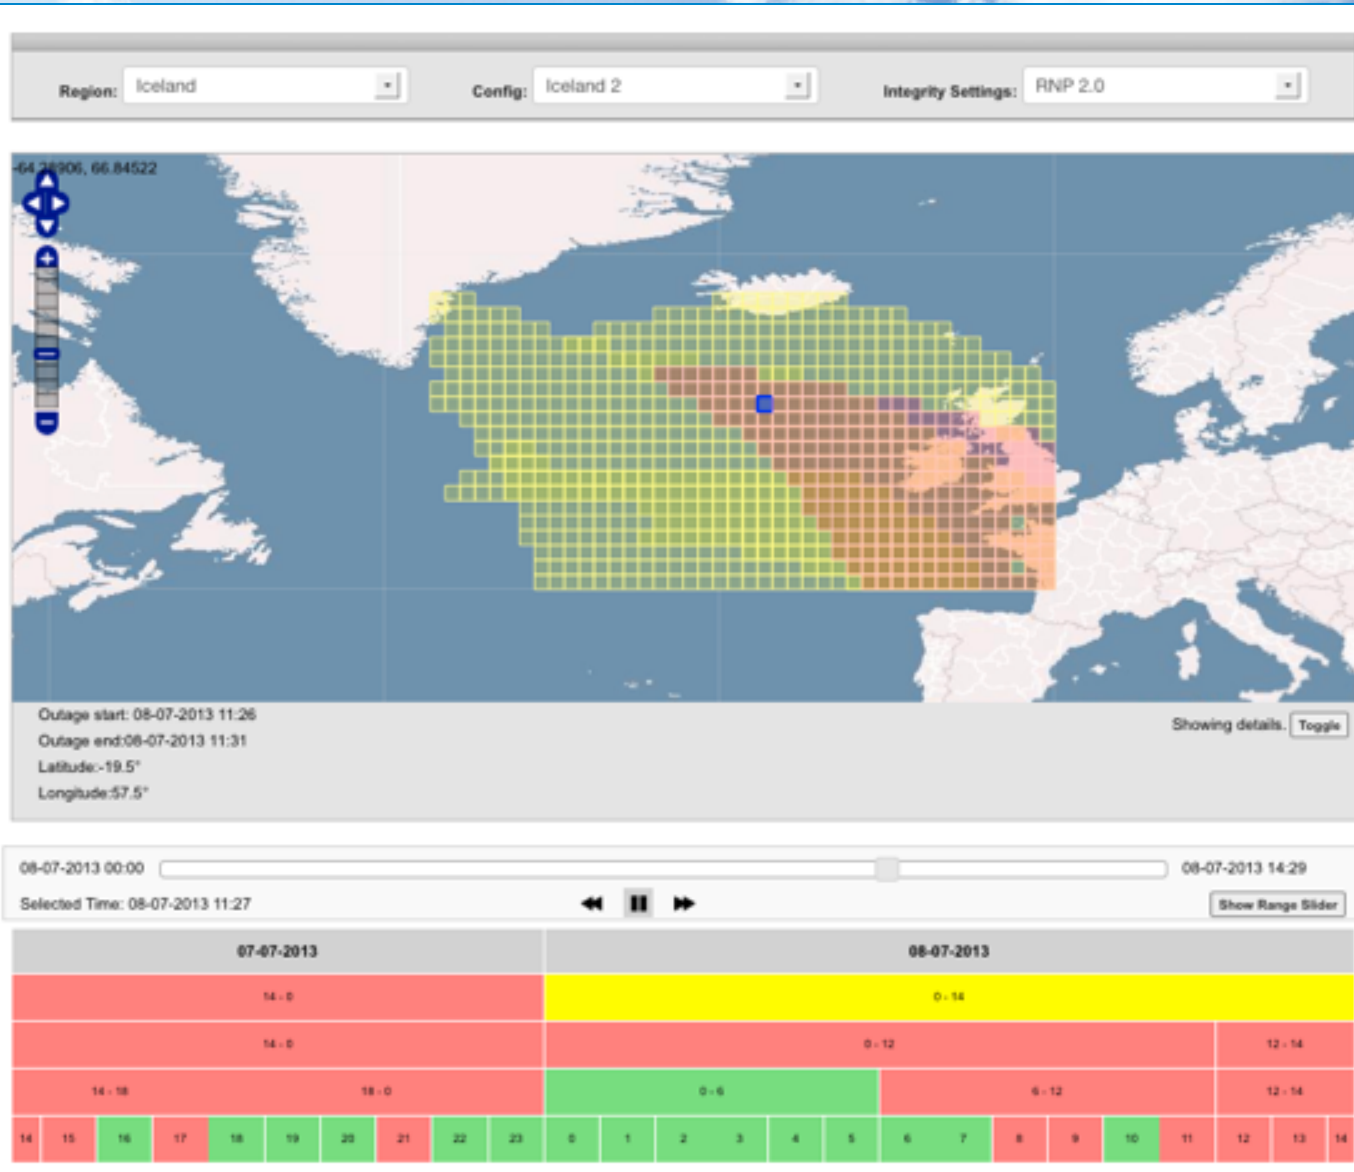 Region: Iceland Config: Iceland 2 Integrity Settings: RNP 2.0
66.84522
Outage start: 08-07-2013 11:26
Showing details. Toggle
Outage end:08-07-2013 11:31
Latitude:-19.5°
Longitude:57.5°
08-07-2013 00:00 08-07-2013 14:29
Selected Time: 08-07-2013 11:27 Show Range Slider
07-07-2013 08-07-2013
14 - 0 0 - 14
14 - 0 0 - 12 12 - 14
14 - 18 18 - 0 0 - 6 6 - 12 12 - 14
14 15 16 17 18 19 20 21 22 23 0 1 2 3 4 5 6 7 8 9 10 11 12 13 14